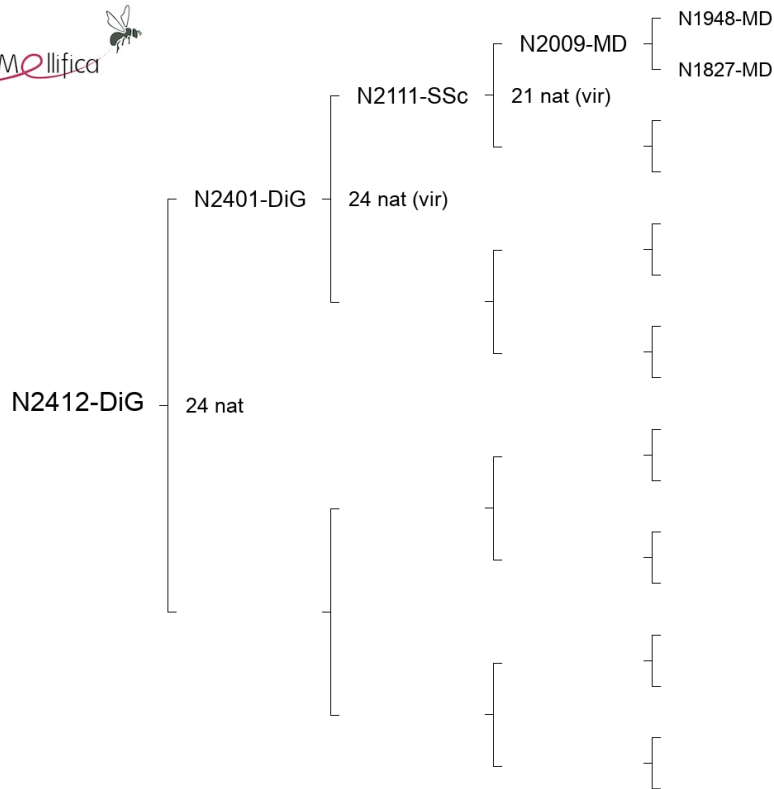 Mellifica
N1948-MD
N2009-MD
N1827-MD
N2111-SSc
21 nat (vir)
N2401-DiG
24 nat (vir)
N2412-DiG
24 nat